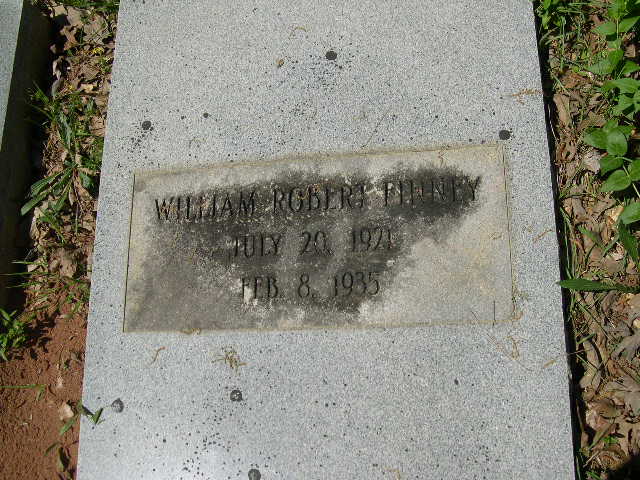 WILLIAM ROBERT FINNEY
JULY 20, 1921
FEB. 8, 1935